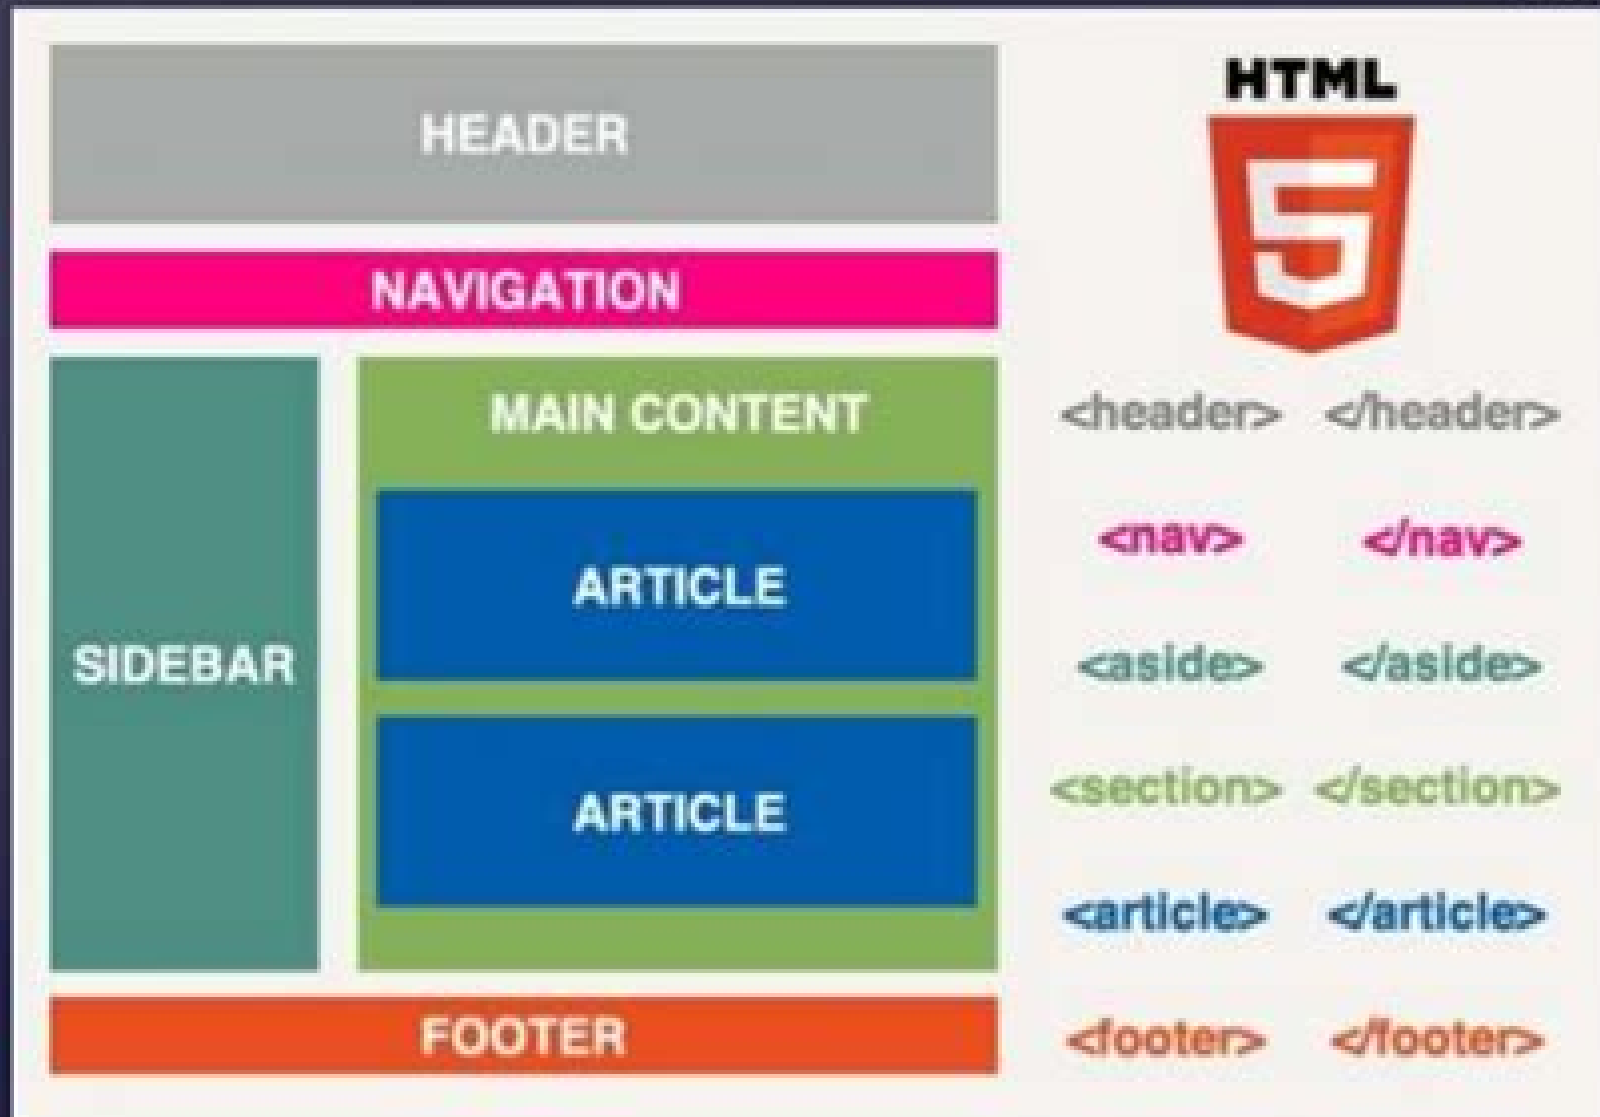 HEADER
NAVIGATION
SIDEBAR
MAIN CONTENT
ARTICLE
ARTICLE
FOOTER
HTML
5
<header> </header>
<nav> </nav>
<aside> </aside>
<section> </section>
<article> </article>
<footer> </footer>